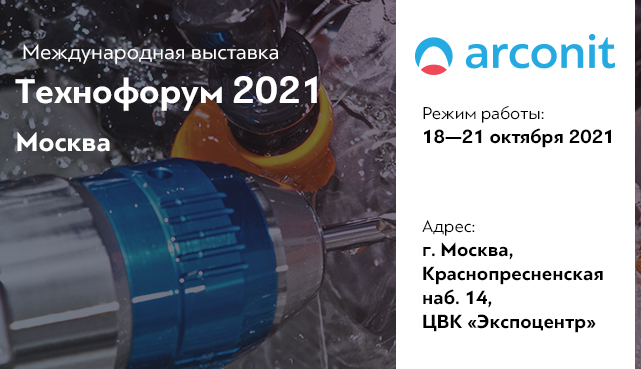 Международная выставка
Технофорум 2021
Москва
arconit
Режим работы:
18—21 октября 2021
Адрес:
г. Москва,
Краснопресненская
наб. 14,
ЦВК «Экспоцентр»